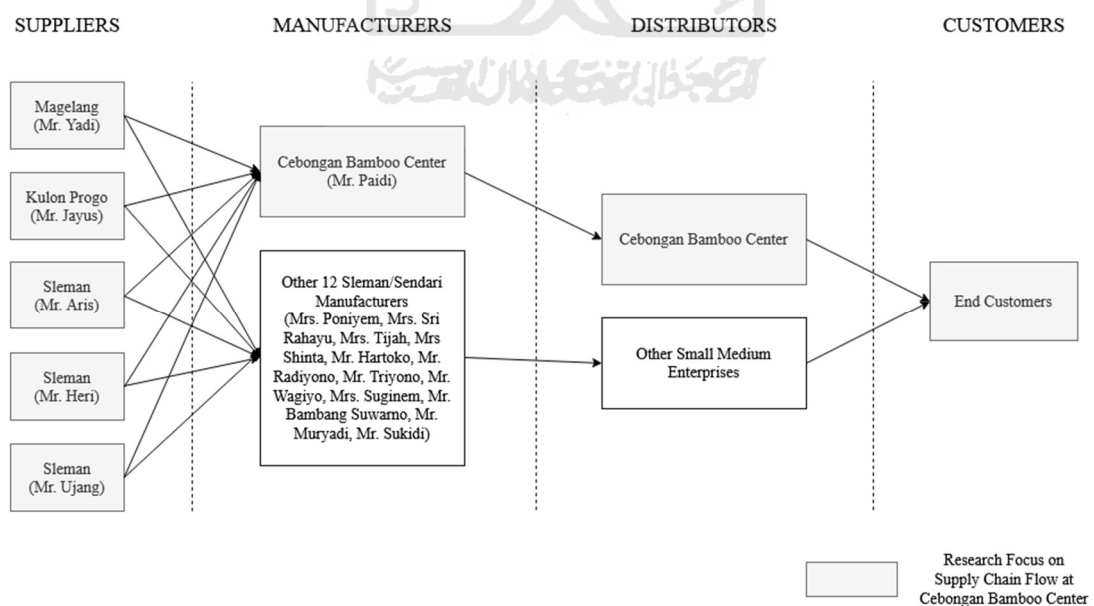 SUPPLIERS
MANUFACTURERS
DISTRIBUTORS
CUSTOMERS
Magelang
(Mr. Yadi)
Kulon Progo
(Mr. Jayus)
Sleman
(Mr. Aris)
Sleman
(Mr. Heri)
Sleman
(Mr. Ujang)
Cebongan Bamboo Center
(Mr. Paidi)
Other 12 Sleman/Sendari
Manufacturers
(Mrs. Poniyem, Mrs. Sri
Rahayu, Mrs. Tijah, Mrs
Shinta, Mr. Hartoko, Mr.
Radiyono, Mr. Triyono, Mr.
Wagiyo, Mrs. Suginem, Mr.
Bambang Suwarno, Mr.
Muryadi, Mr. Sukidi)
Cebongan Bamboo Center
Other Small Medium
Enterprises
End Customers
Research Focus on
Supply Chain Flow at
Cebongan Bamboo Center